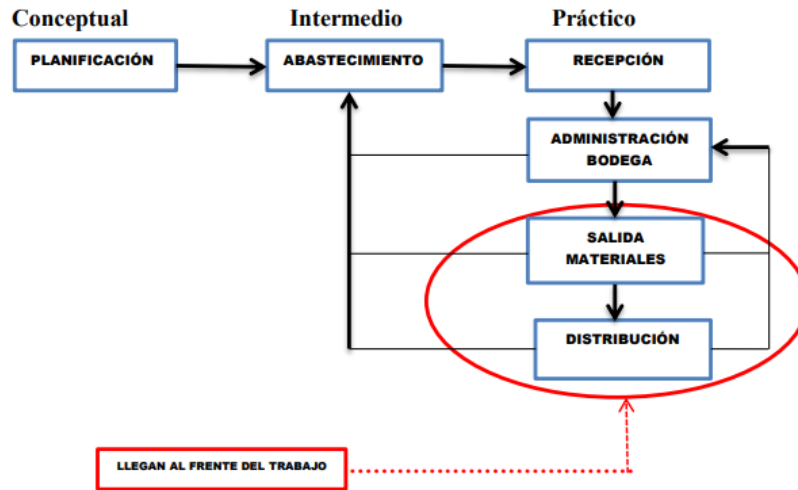 Conceptual
Intermedio
Práctico
PLANIFICACIÓN
ABASTECIMIENTO
RECEPCIÓN
ADMINISTRACIÓN
BODEGA
SALIDA
MATERIALES
DISTRIBUCIÓN
LLEGAN AL FRENTE DEL TRABAJO